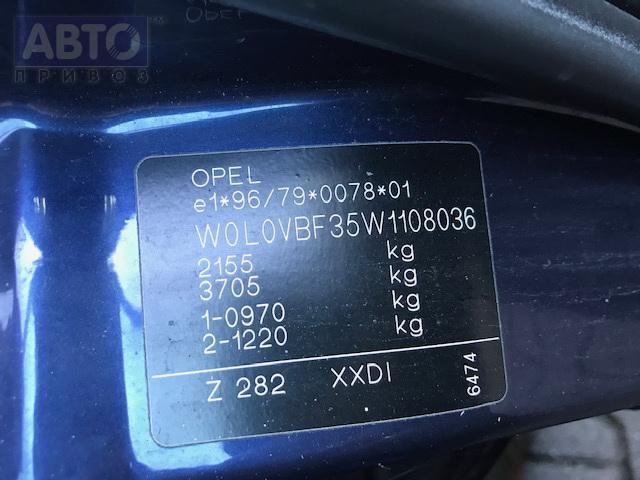 АВТО
ПРИВОЗ
OPEL
OPEL
e1*96/79*0078*01
W0L0VBF35W1108036
2155 kg
3705 kg
1-0970 kg
2-1220 kg
Z 282 XXDI 6474